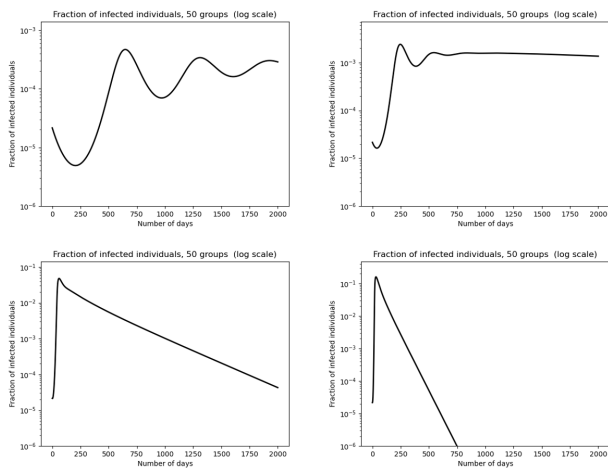 Fraction of infected individuals, 50 groups (log scale)
Fraction of infected individuals
10⁻³
10⁻⁴
10⁻⁵
10⁻⁶
0 250 500 750 1000 1250 1500 1750 2000
Number of days
Fraction of infected individuals, 50 groups (log scale)
Fraction of infected individuals
10⁻³
10⁻⁴
10⁻⁵
10⁻⁶
0 250 500 750 1000 1250 1500 1750 2000
Number of days
Fraction of infected individuals, 50 groups (log scale)
Fraction of infected individuals
10⁻¹
10⁻²
10⁻³
10⁻⁴
10⁻⁵
10⁻⁶
0 250 500 750 1000 1250 1500 1750 2000
Number of days
Fraction of infected individuals, 50 groups (log scale)
Fraction of infected individuals
10⁻¹
10⁻²
10⁻³
10⁻⁴
10⁻⁵
10⁻⁶
0 250 500 750 1000 1250 1500 1750 2000
Number of days